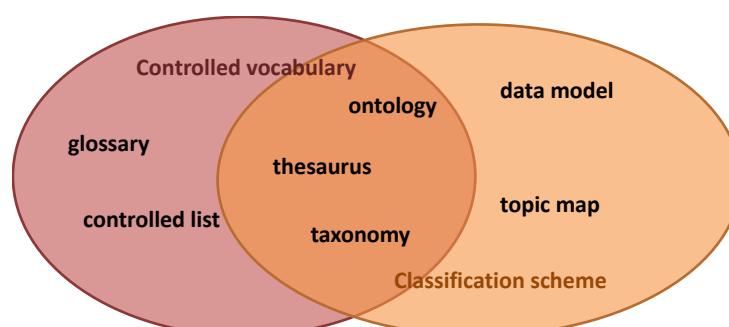 Controlled vocabulary
data model
ontology
glossary
thesaurus
topic map
controlled list
taxonomy
Classification scheme